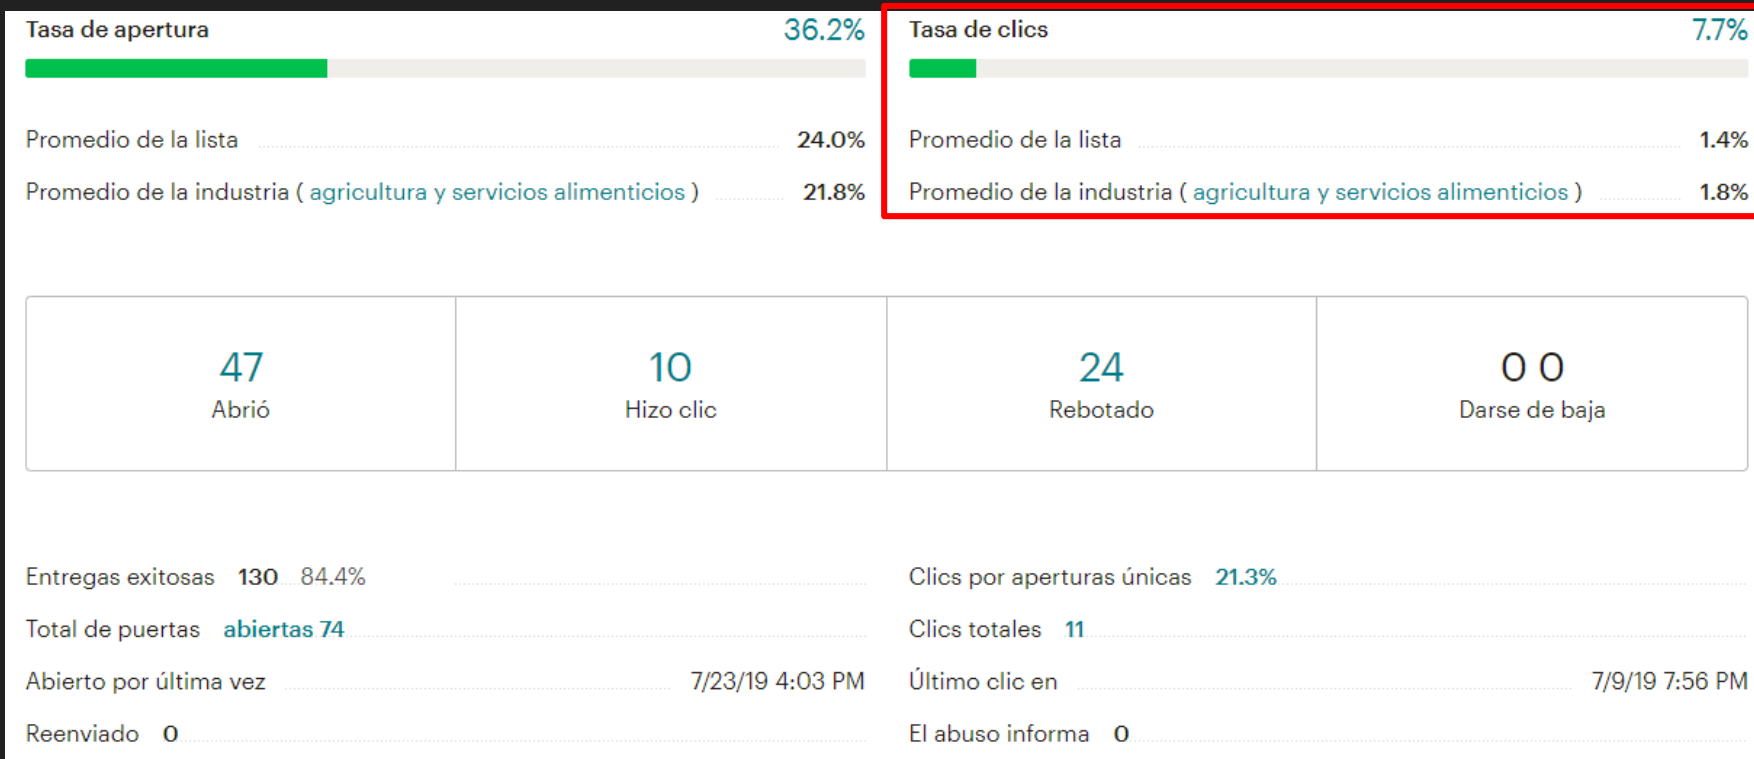 Tasa de apertura 36.2%
Tasa de clics 7.7%
Promedio de la lista 24.0%
Promedio de la lista 1.4%
Promedio de la industria ( agricultura y servicios alimenticios ) 21.8%
Promedio de la industria ( agricultura y servicios alimenticios ) 1.8%
47
Abrió
10
Hizo clic
24
Rebotado
0 0
Darse de baja
Entregas exitosas 130 84.4%
Clics por aperturas únicas 21.3%
Total de puertas abiertas 74
Clics totales 11
Abierto por última vez 7/23/19 4:03 PM
Último clic en 7/9/19 7:56 PM
Reenviado 0
El abuso informa 0